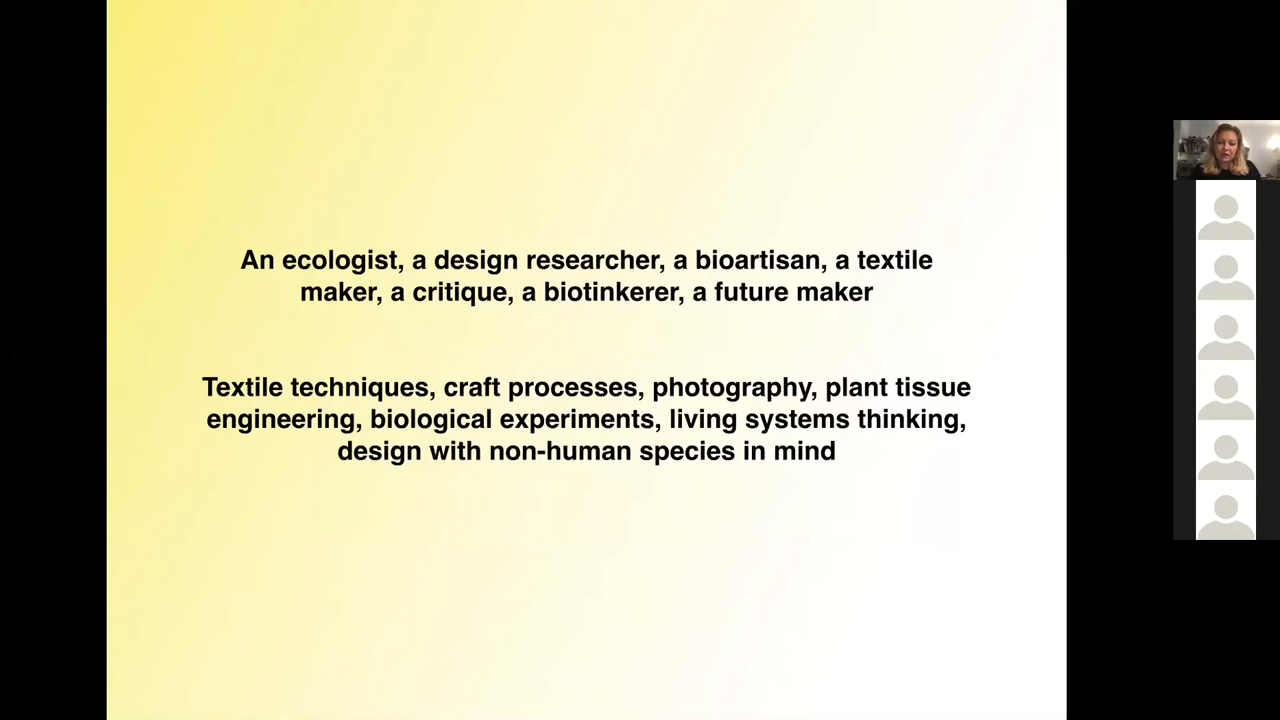 An ecologist, a design researcher, a bioartisan, a textile
maker, a critique, a biotinkerer, a future maker
Textile techniques, craft processes, photography, plant tissue
engineering, biological experiments, living systems thinking,
design with non-human species in mind